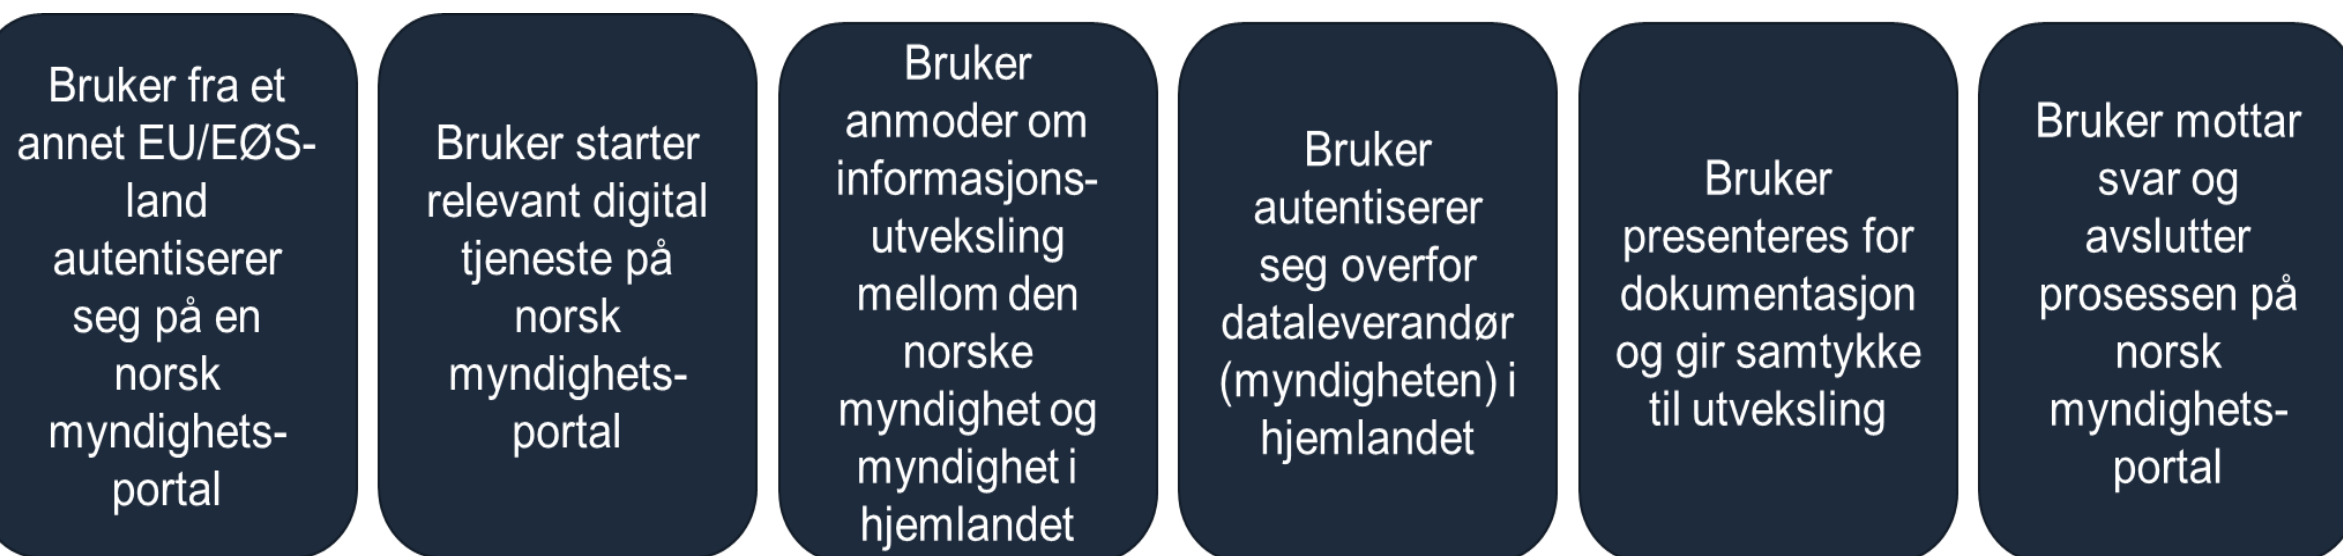 Bruker fra et
annet EU/EØS-
land
autentiserer
seg på en
norsk
myndighets-
portal
Bruker starter
relevant digital
tjeneste på
norsk
myndighets-
portal
Bruker
anmoder om
informasjons-
utveksling
mellom den
norske
myndighet og
myndighet i
hjemlandet
Bruker
autentiserer
seg overfor
dataleverandør
(myndigheten) i
hjemlandet
Bruker
presenteres for
dokumentasjon
og gir samtykke
til utveksling
Bruker mottar
svar og
avslutter
prosessen på
norsk
myndighets-
portal